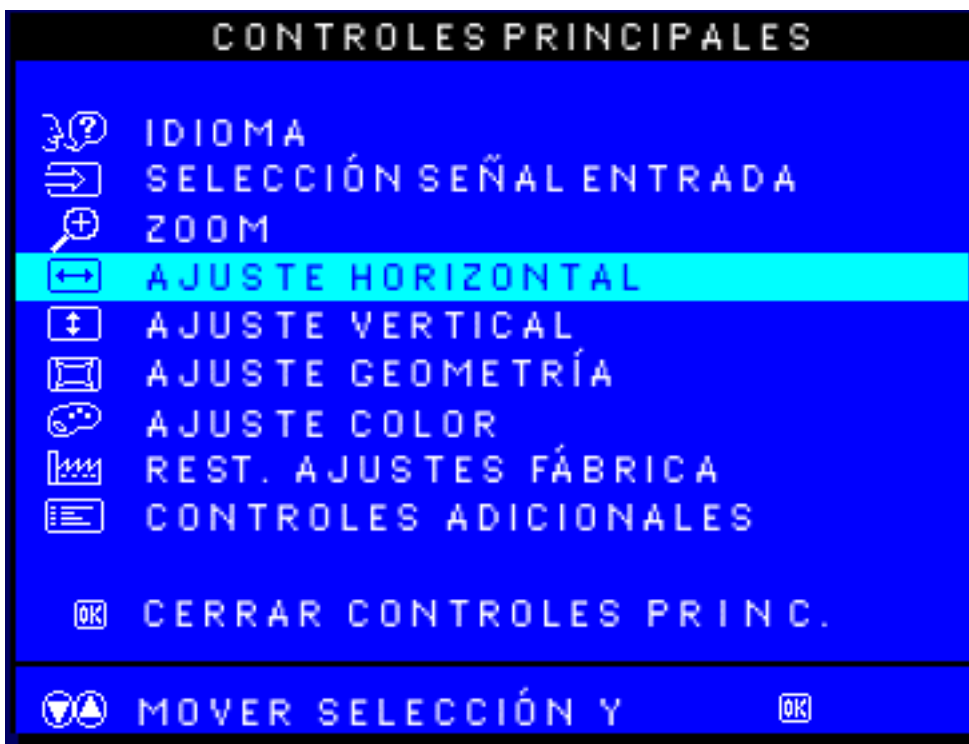 CONTROLES PRINCIPALES
IDIOMA
SELECCIÓN SEÑAL ENTRADA
ZOOM
AJUSTE HORIZONTAL
AJUSTE VERTICAL
AJUSTE GEOMETRÍA
AJUSTE COLOR
REST. AJUSTES FÁBRICA
CONTROLES ADICIONALES
OK CERRAR CONTROLES PRINC.
MOVER SELECCIÓN Y OK